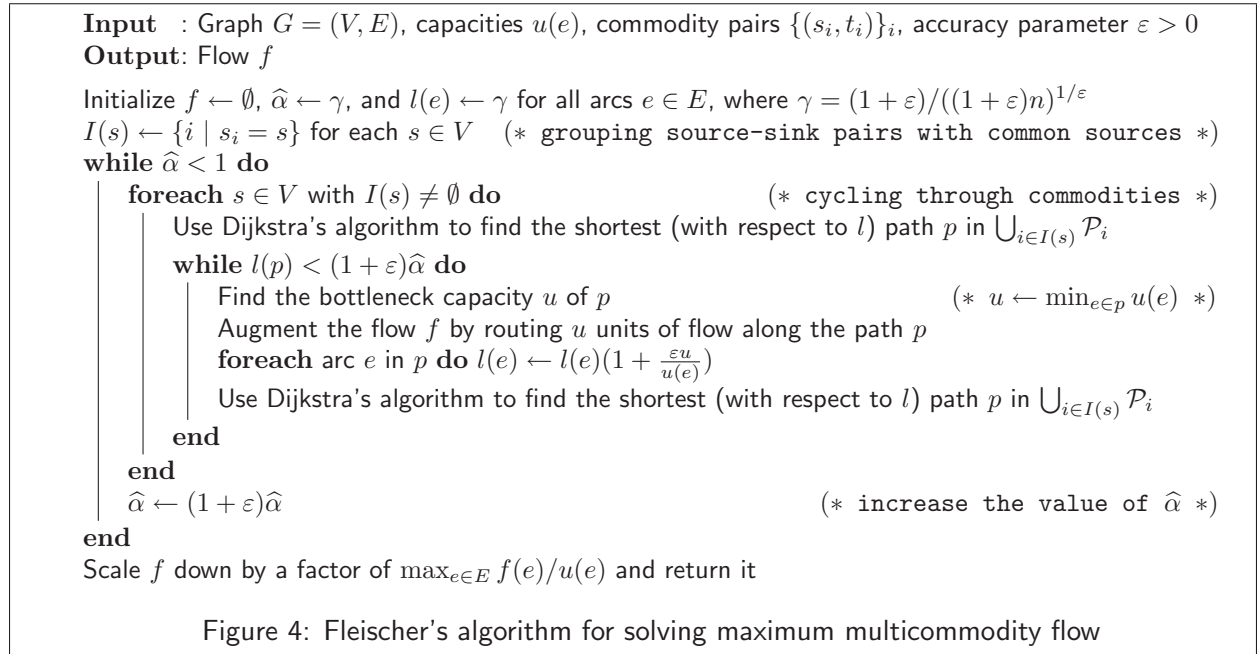 Input : Graph G = (V, E), capacities u(e), commodity pairs {(s_i, t_i)}_i, accuracy parameter ε > 0
Output: Flow f
Initialize f ← ∅, α̂ ← γ, and l(e) ← γ for all arcs e ∈ E, where γ = (1 + ε)/((1 + ε)n)^{1/ε}
I(s) ← {i | s_i = s} for each s ∈ V (* grouping source-sink pairs with common sources *)
while α̂ < 1 do
foreach s ∈ V with I(s) ≠ ∅ do (* cycling through commodities *)
Use Dijkstra's algorithm to find the shortest (with respect to l) path p in ⋃_{i∈I(s)} 𝒫_i
while l(p) < (1 + ε)α̂ do
Find the bottleneck capacity u of p (* u ← min_{e∈p} u(e) *)
Augment the flow f by routing u units of flow along the path p
foreach arc e in p do l(e) ← l(e)(1 + εu/u(e))
Use Dijkstra's algorithm to find the shortest (with respect to l) path p in ⋃_{i∈I(s)} 𝒫_i
end
end
α̂ ← (1 + ε)α̂ (* increase the value of α̂ *)
end
Scale f down by a factor of max_{e∈E} f(e)/u(e) and return it
Figure 4: Fleischer's algorithm for solving maximum multicommodity flow